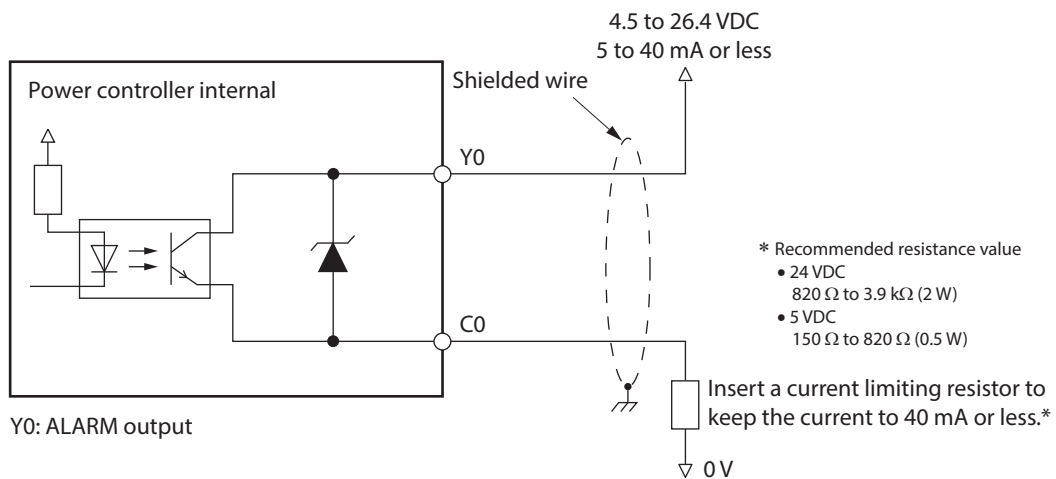 4.5 to 26.4 VDC
5 to 40 mA or less
Power controller internal
Shielded wire
Y0
* Recommended resistance value
• 24 VDC
820 Ω to 3.9 kΩ (2 W)
• 5 VDC
150 Ω to 820 Ω (0.5 W)
C0
Insert a current limiting resistor to
keep the current to 40 mA or less.*
Y0: ALARM output
0 V